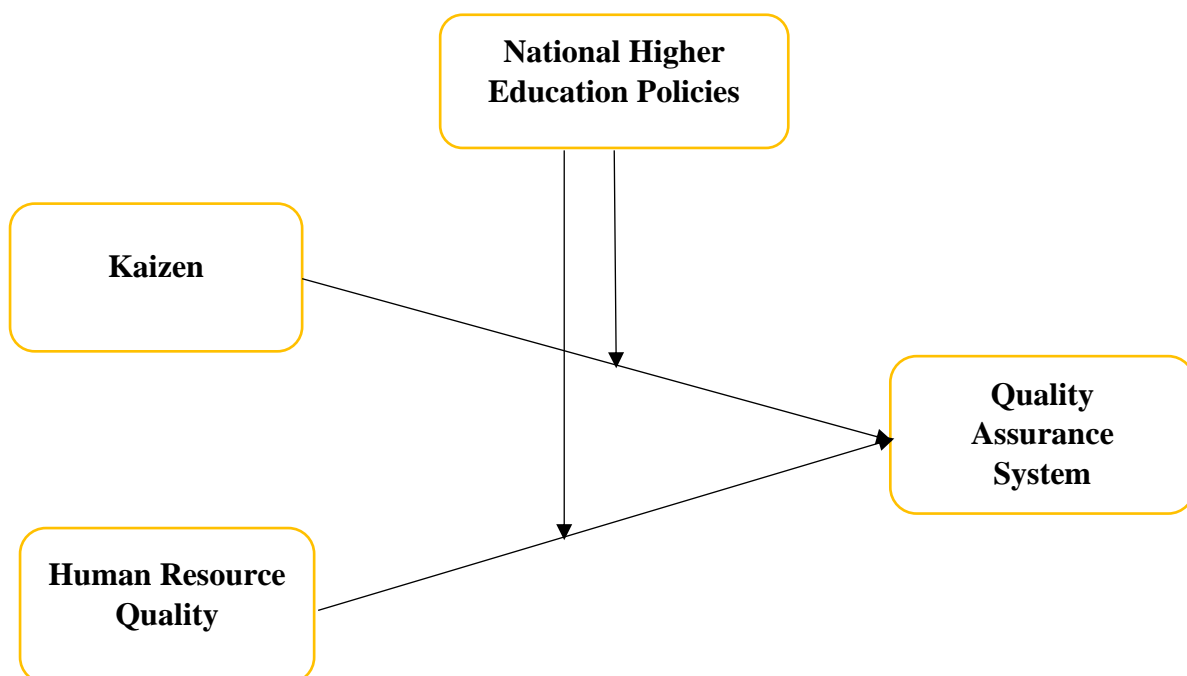 National Higher
Education Policies
Kaizen
Quality
Assurance
System
Human Resource
Quality